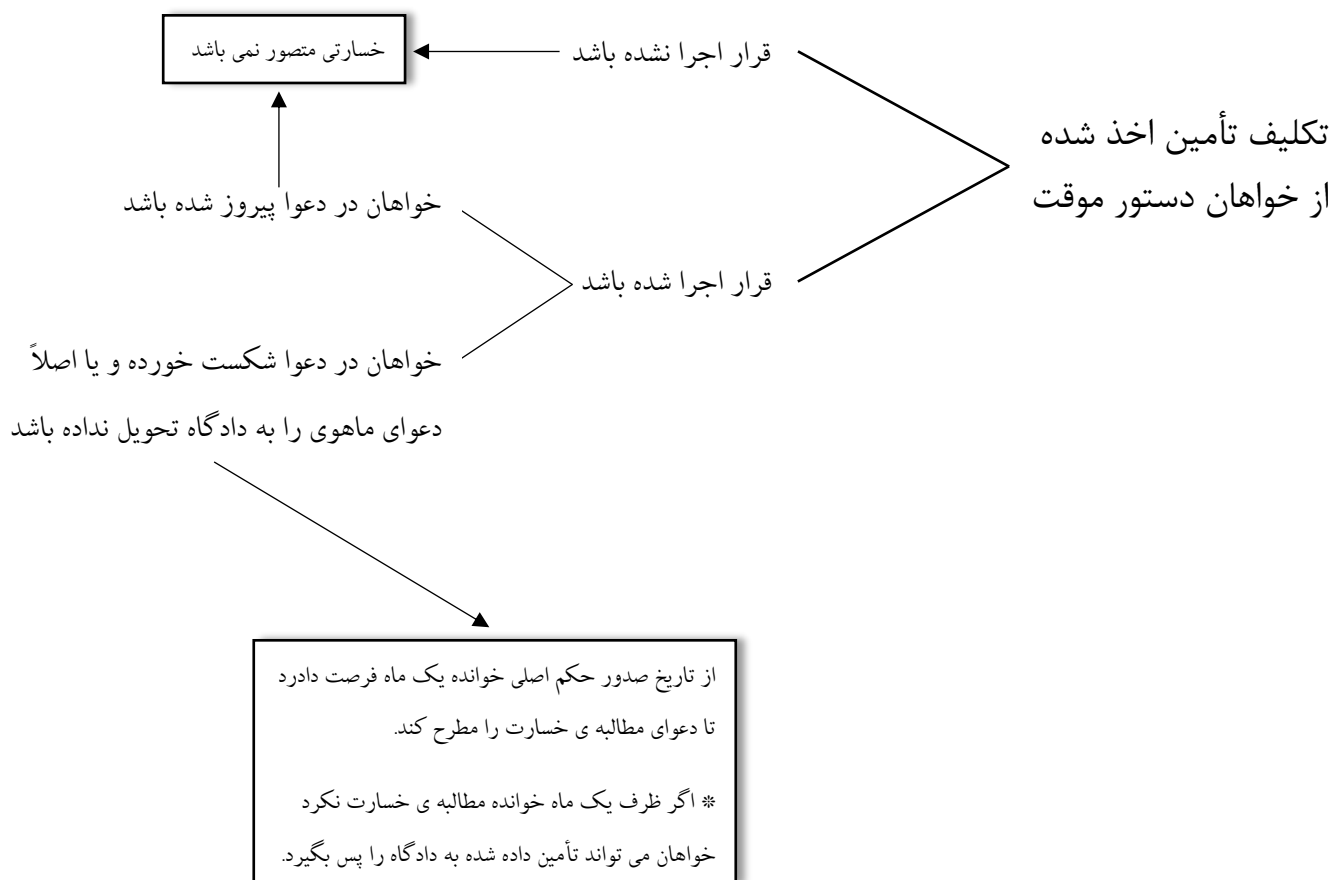 تکلیف تأمین اخذ شده
از خواهان دستور موقت
قرار اجرا نشده باشد
خسارتی متصور نمی باشد
قرار اجرا شده باشد
خواهان در دعوا پیروز شده باشد
خواهان در دعوا شکست خورده و یا اصلاً
دعوای ماهوی را به دادگاه تحویل نداده باشد
از تاریخ صدور حکم اصلی خوانده یک ماه فرصت دادرد
تا دعوای مطالبه ی خسارت را مطرح کند.
* اگر ظرف یک ماه خوانده مطالبه ی خسارت نکرد
خواهان می تواند تأمین داده شده به دادگاه را پس بگیرد.